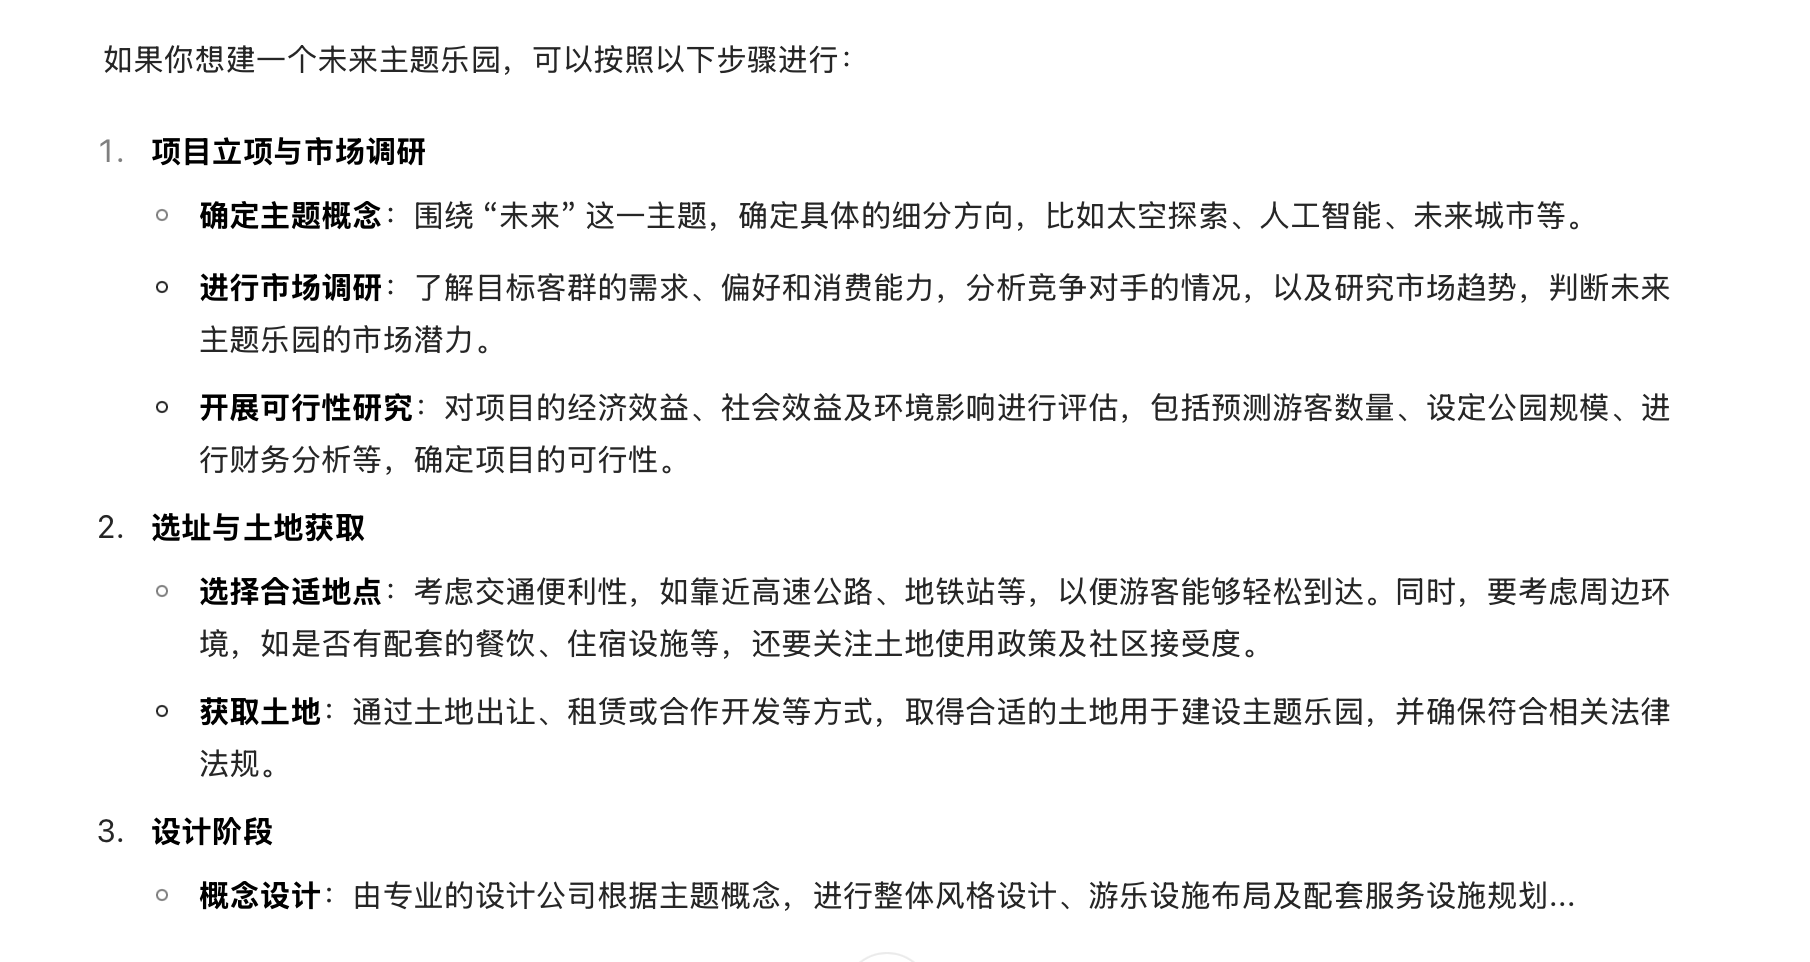 如果你想建一个未来主题乐园，可以按照以下步骤进行：
1. 项目立项与市场调研
确定主题概念：围绕 “未来” 这一主题，确定具体的细分方向，比如太空探索、人工智能、未来城市等。
进行市场调研：了解目标客群的需求、偏好和消费能力，分析竞争对手的情况，以及研究市场趋势，判断未来
主题乐园的市场潜力。
开展可行性研究：对项目的经济效益、社会效益及环境影响进行评估，包括预测游客数量、设定公园规模、进
行财务分析等，确定项目的可行性。
2. 选址与土地获取
选择合适地点：考虑交通便利性，如靠近高速公路、地铁站等，以便游客能够轻松到达。同时，要考虑周边环
境，如是否有配套的餐饮、住宿设施等，还要关注土地使用政策及社区接受度。
获取土地：通过土地出让、租赁或合作开发等方式，取得合适的土地用于建设主题乐园，并确保符合相关法律
法规。
3. 设计阶段
概念设计：由专业的设计公司根据主题概念，进行整体风格设计、游乐设施布局及配套服务设施规划...